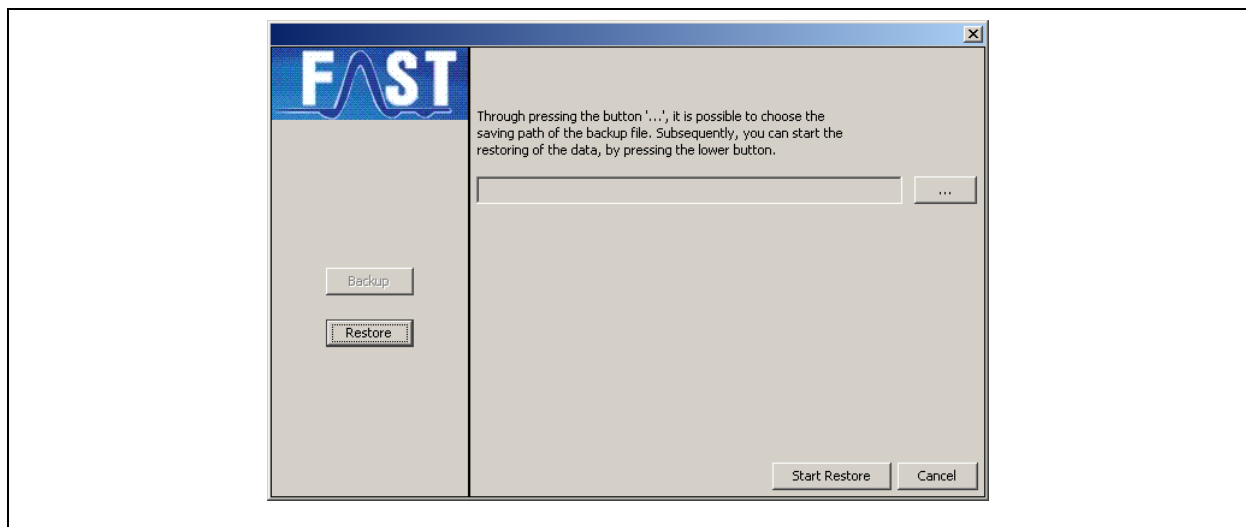 FAST
Through pressing the button '...', it is possible to choose the
saving path of the backup file. Subsequently, you can start the
restoring of the data, by pressing the lower button.
...
Backup
Restore
Start Restore
Cancel